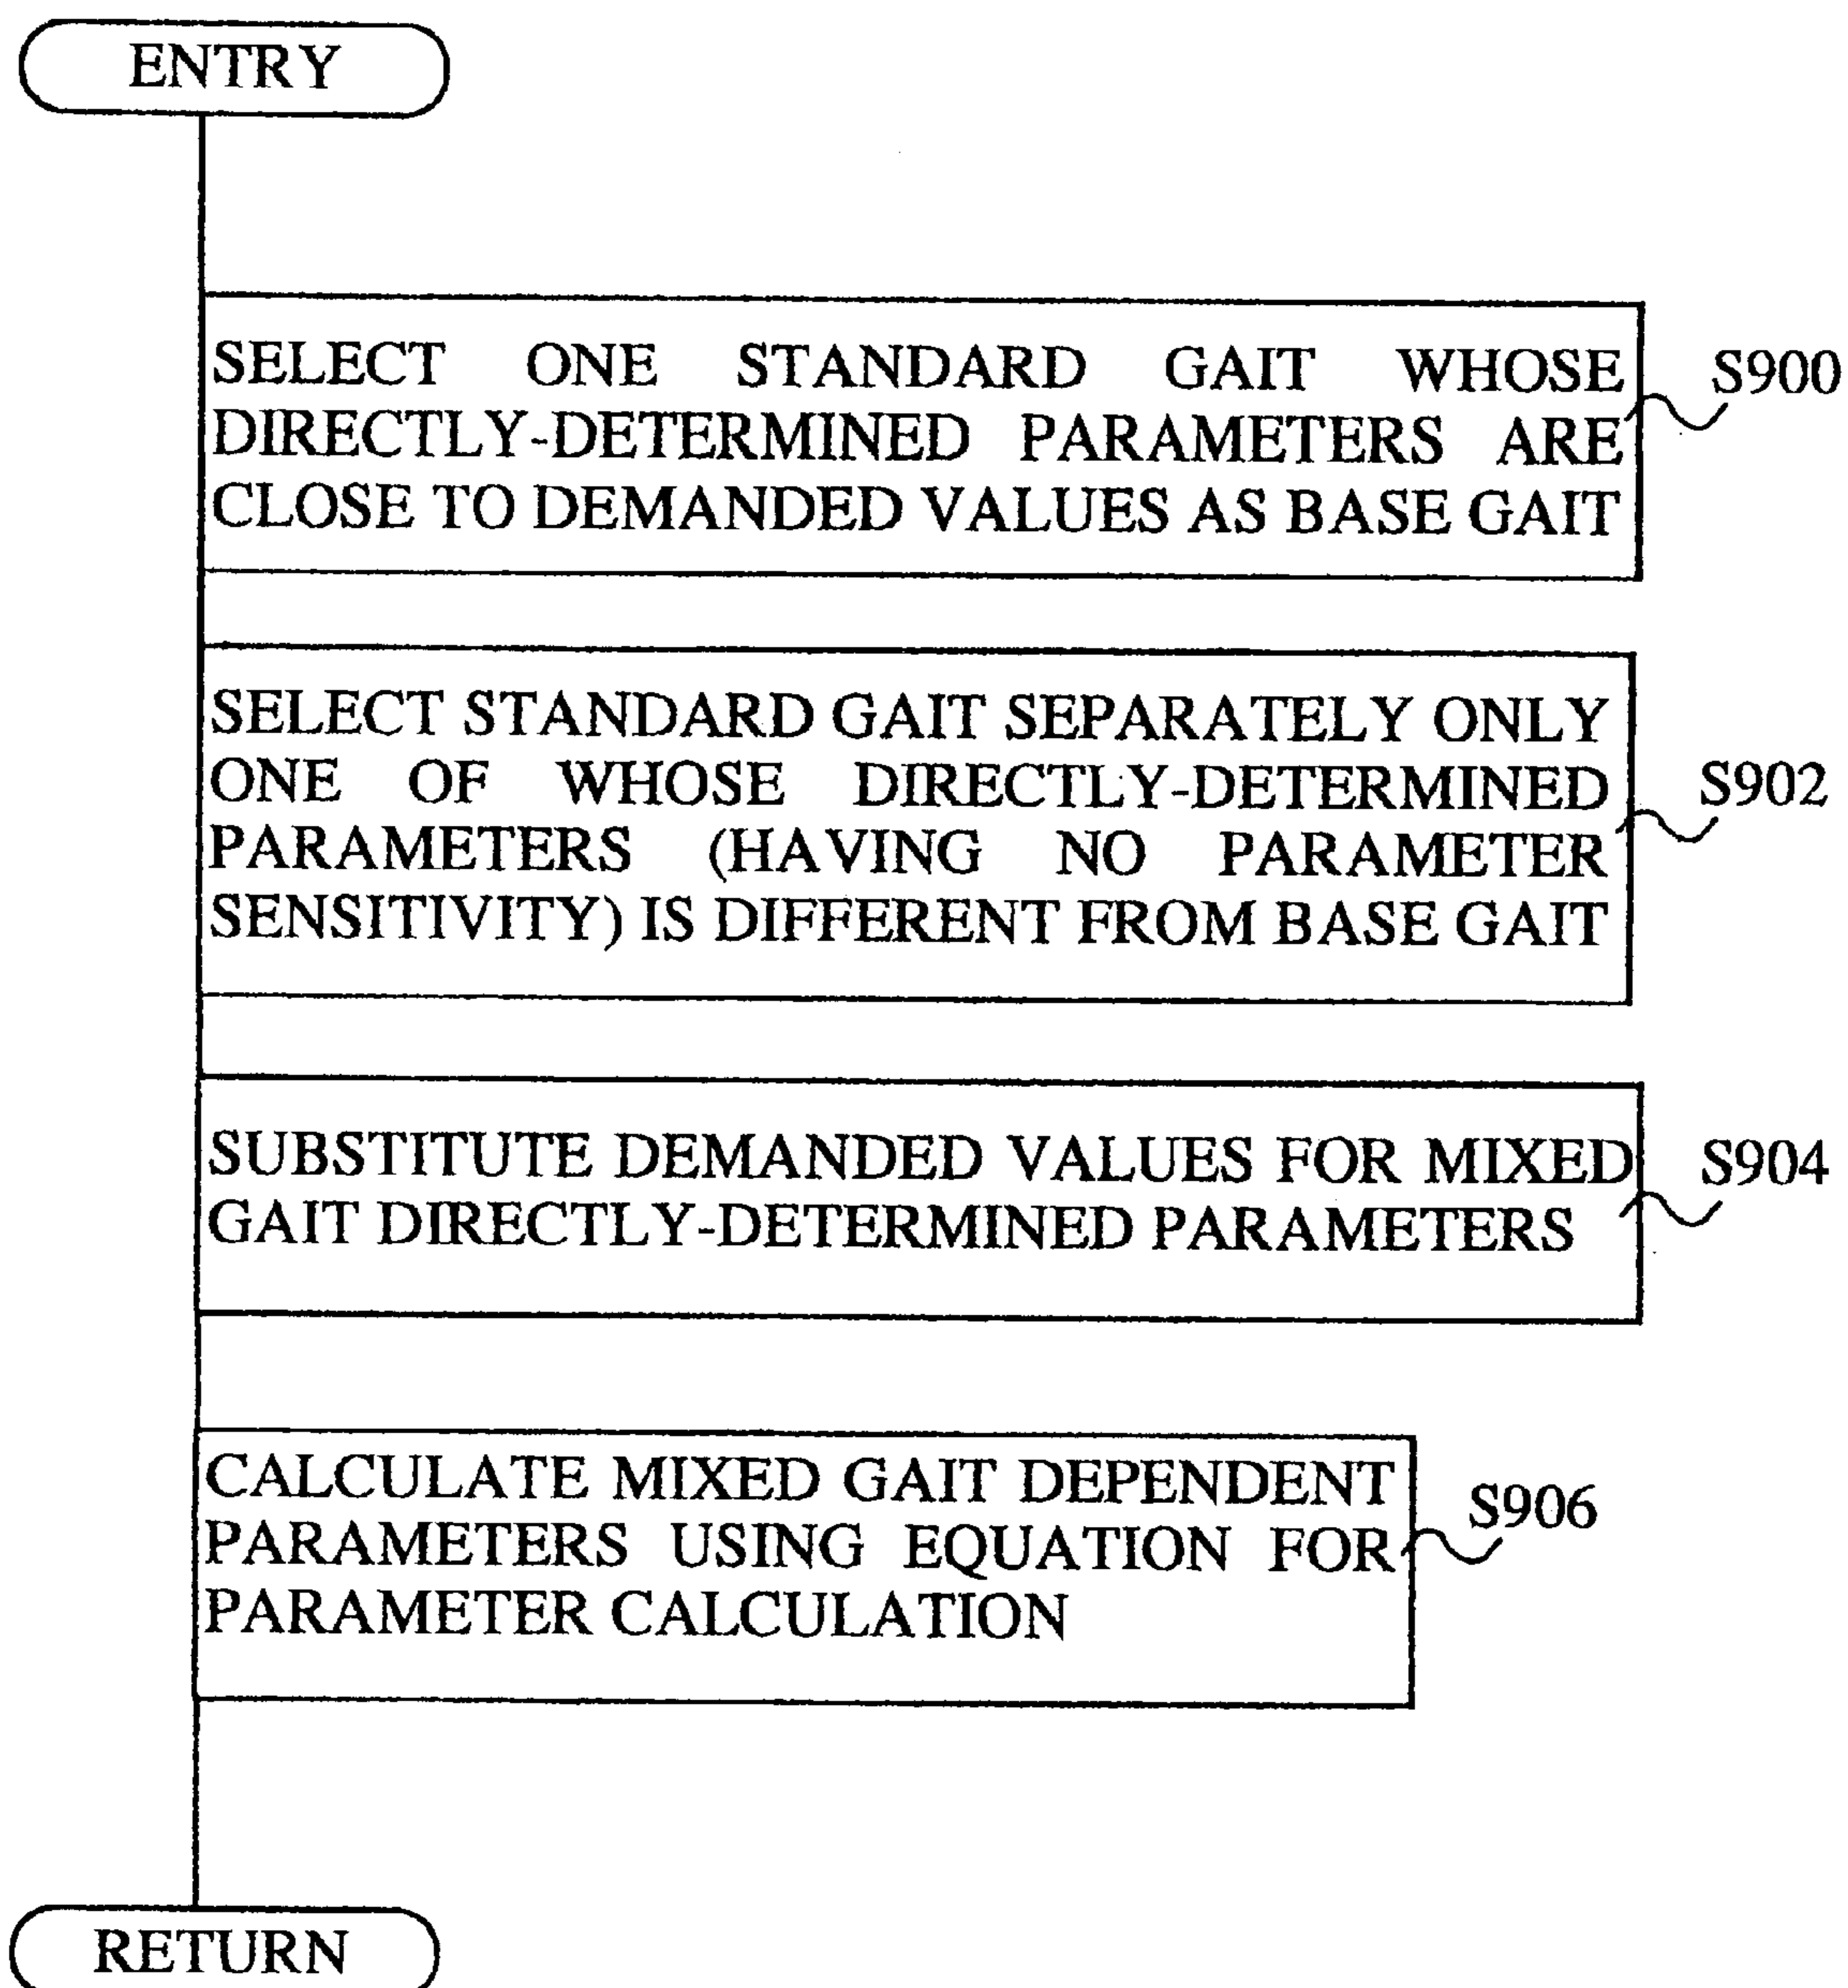 ENTRY
SELECT ONE STANDARD GAIT WHOSE
DIRECTLY-DETERMINED PARAMETERS ARE
CLOSE TO DEMANDED VALUES AS BASE GAIT
S900
SELECT STANDARD GAIT SEPARATELY ONLY
ONE OF WHOSE DIRECTLY-DETERMINED
PARAMETERS (HAVING NO PARAMETER
SENSITIVITY) IS DIFFERENT FROM BASE GAIT
S902
SUBSTITUTE DEMANDED VALUES FOR MIXED
GAIT DIRECTLY-DETERMINED PARAMETERS
S904
CALCULATE MIXED GAIT DEPENDENT
PARAMETERS USING EQUATION FOR
PARAMETER CALCULATION
S906
RETURN